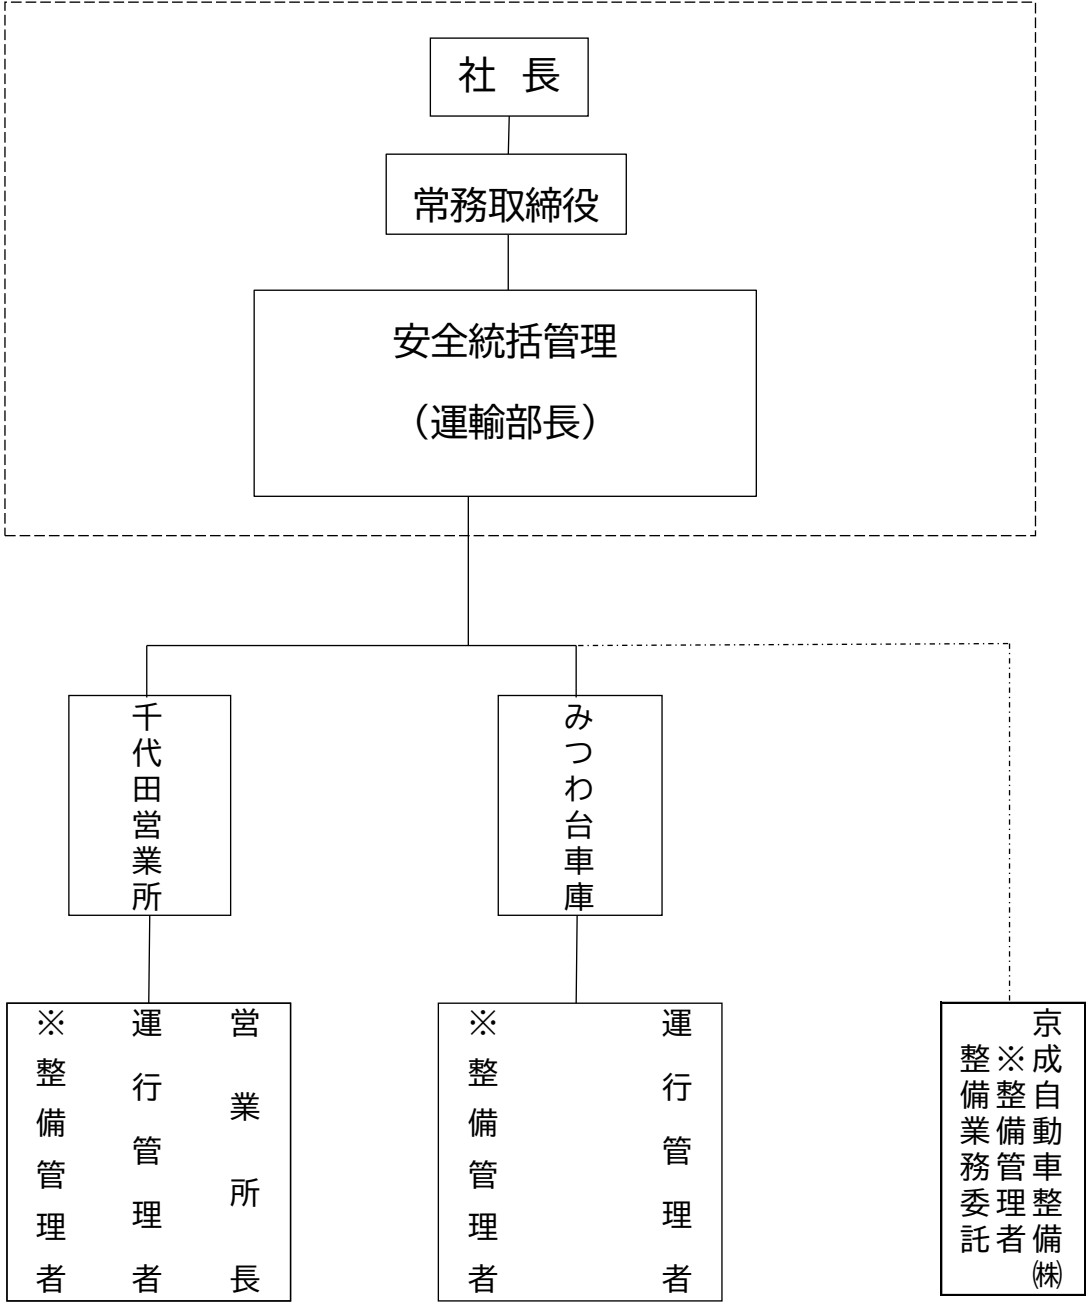 社 長
常務取締役
安全統括管理
（運輸部長）
千代田営業所
みつわ台車庫
営業所長
運行管理者
※整備管理者
運行管理者
※整備管理者
京成自動車整備㈱
※整備管理者
整備業務委託